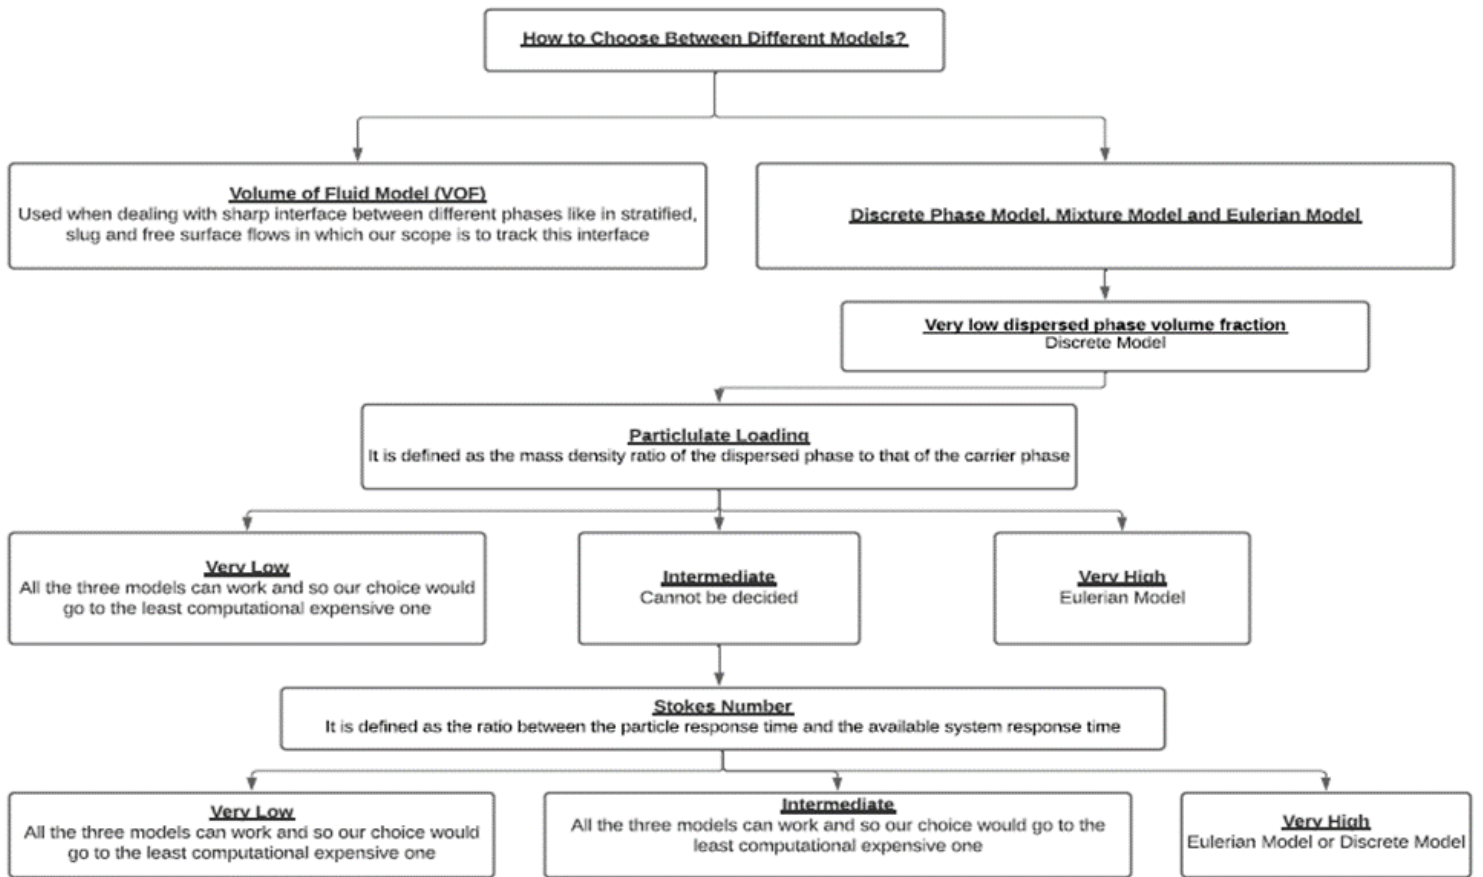 How to Choose Between Different Models?
Volume of Fluid Model (VOF)
Used when dealing with sharp interface between different phases like in stratified,
slug and free surface flows in which our scope is to track this interface
Discrete Phase Model. Mixture Model and Eulerian Model
Very low dispersed phase volume fraction
Discrete Model
Particlulate Loading
It is defined as the mass density ratio of the dispersed phase to that of the carrier phase
Very Low
All the three models can work and so our choice would
go to the least computational expensive one
Intermediate
Cannot be decided
Very High
Eulerian Model
Stokes Number
It is defined as the ratio between the particle response time and the available system response time
Very Low
All the three models can work and so our choice would
go to the least computational expensive one
Intermediate
All the three models can work and so our choice would go to the
least computational expensive one
Very High
Eulerian Model or Discrete Model